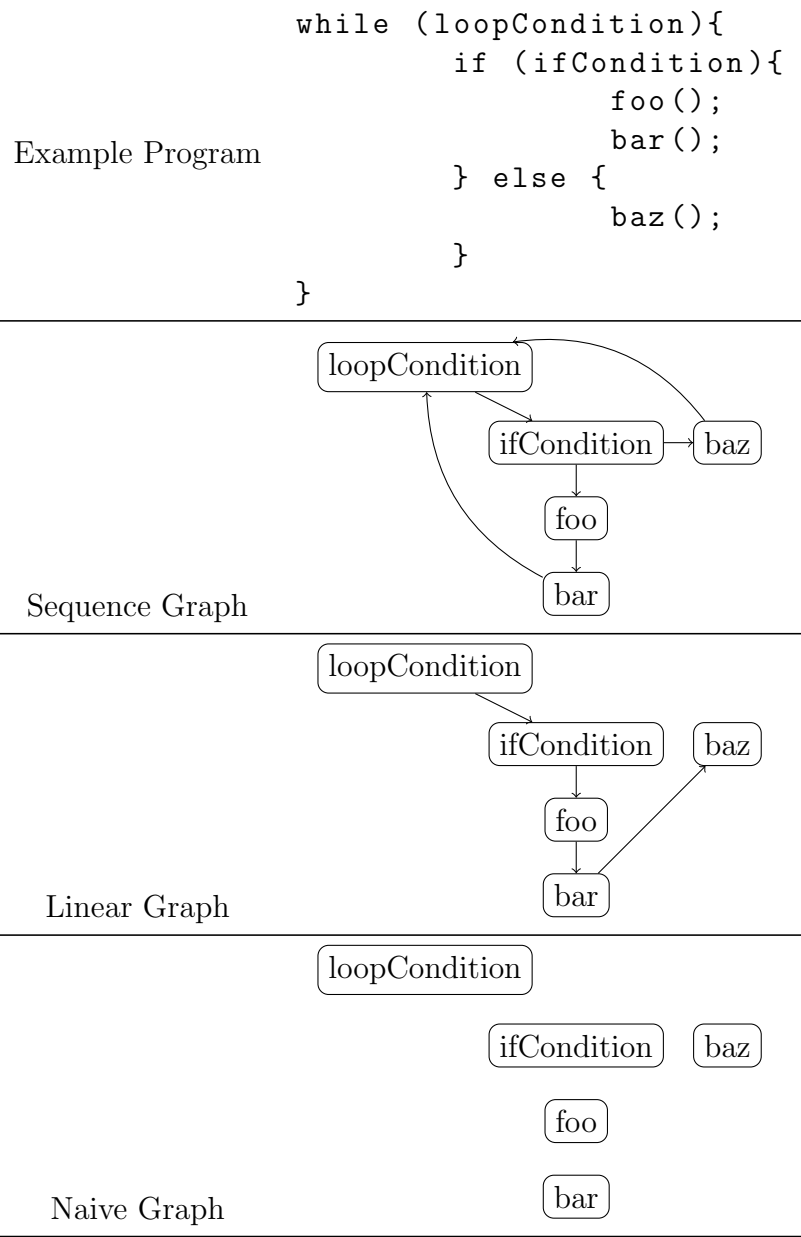 while (loopCondition){
if (ifCondition){
foo();
bar();
Example Program
} else {
baz();
}
}
loopCondition
ifCondition baz
foo
bar
Sequence Graph
loopCondition
ifCondition baz
foo
bar
Linear Graph
loopCondition
ifCondition baz
foo
bar
Naive Graph